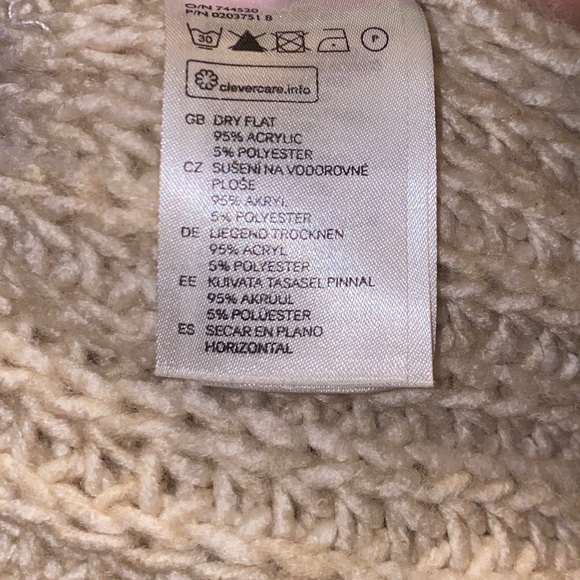 O/N 744530
P/N 0203751 8
30 P
clevercare.info
GB DRY FLAT
95% ACRYLIC
5% POLYESTER
CZ SUŠENÍ NA VODOROVNÉ
PLOŠE
95% AKRYL
5% POLYESTER
DE LIEGEND TROCKNEN
95% ACRYL
5% POLYESTER
EE KUIVATA TASASEL PINNAL
95% AKRÜÜL
5% POLÜESTER
ES SECAR EN PLANO
HORIZONTAL